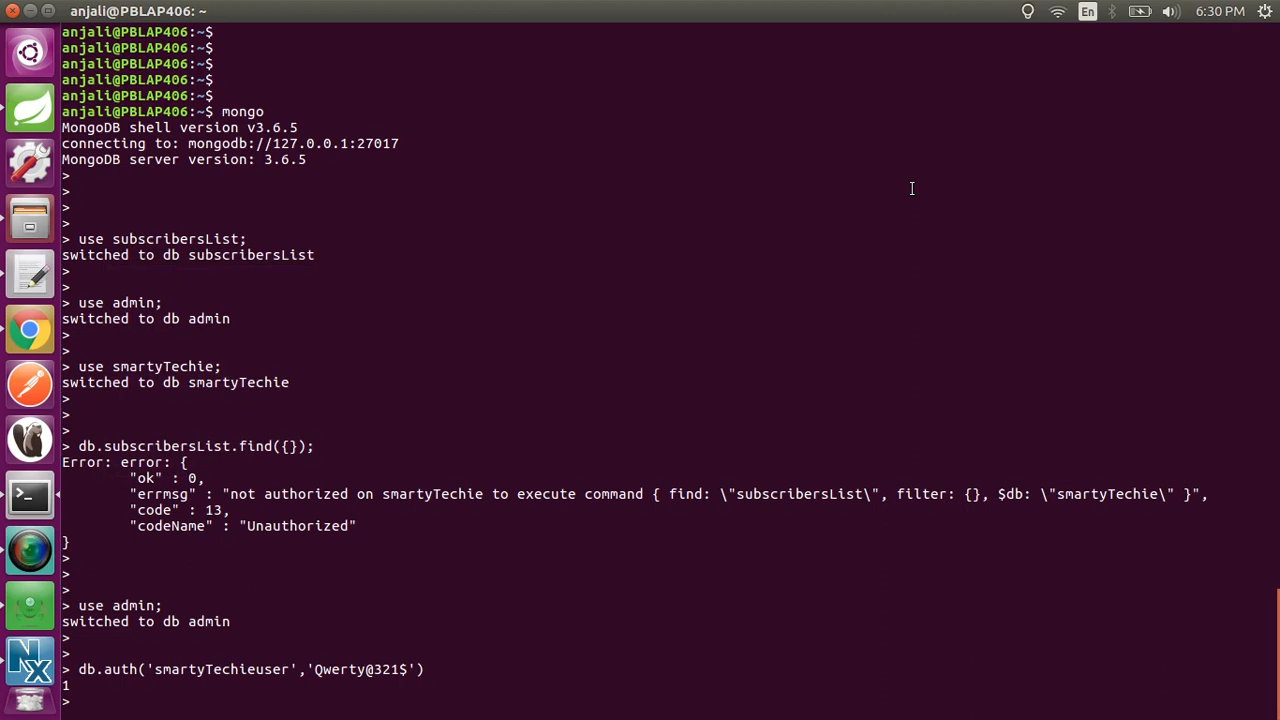 anjali@PBLAP406: ~
En
6:30 PM
anjali@PBLAP406:~$
anjali@PBLAP406:~$
anjali@PBLAP406:~$
anjali@PBLAP406:~$
anjali@PBLAP406:~$
anjali@PBLAP406:~$ mongo
MongoDB shell version v3.6.5
connecting to: mongodb://127.0.0.1:27017
MongoDB server version: 3.6.5
>
>
>
>
> use subscribersList;
switched to db subscribersList
>
>
> use admin;
switched to db admin
>
>
> use smartyTechie;
switched to db smartyTechie
>
>
>
> db.subscribersList.find({});
Error: error: {
"ok" : 0,
"errmsg" : "not authorized on smartyTechie to execute command { find: \"subscribersList\", filter: {}, $db: \"smartyTechie\" }",
"code" : 13,
"codeName" : "Unauthorized"
}
>
>
>
> use admin;
switched to db admin
>
>
> db.auth('smartyTechieuser','Qwerty@321$')
1
>
NX